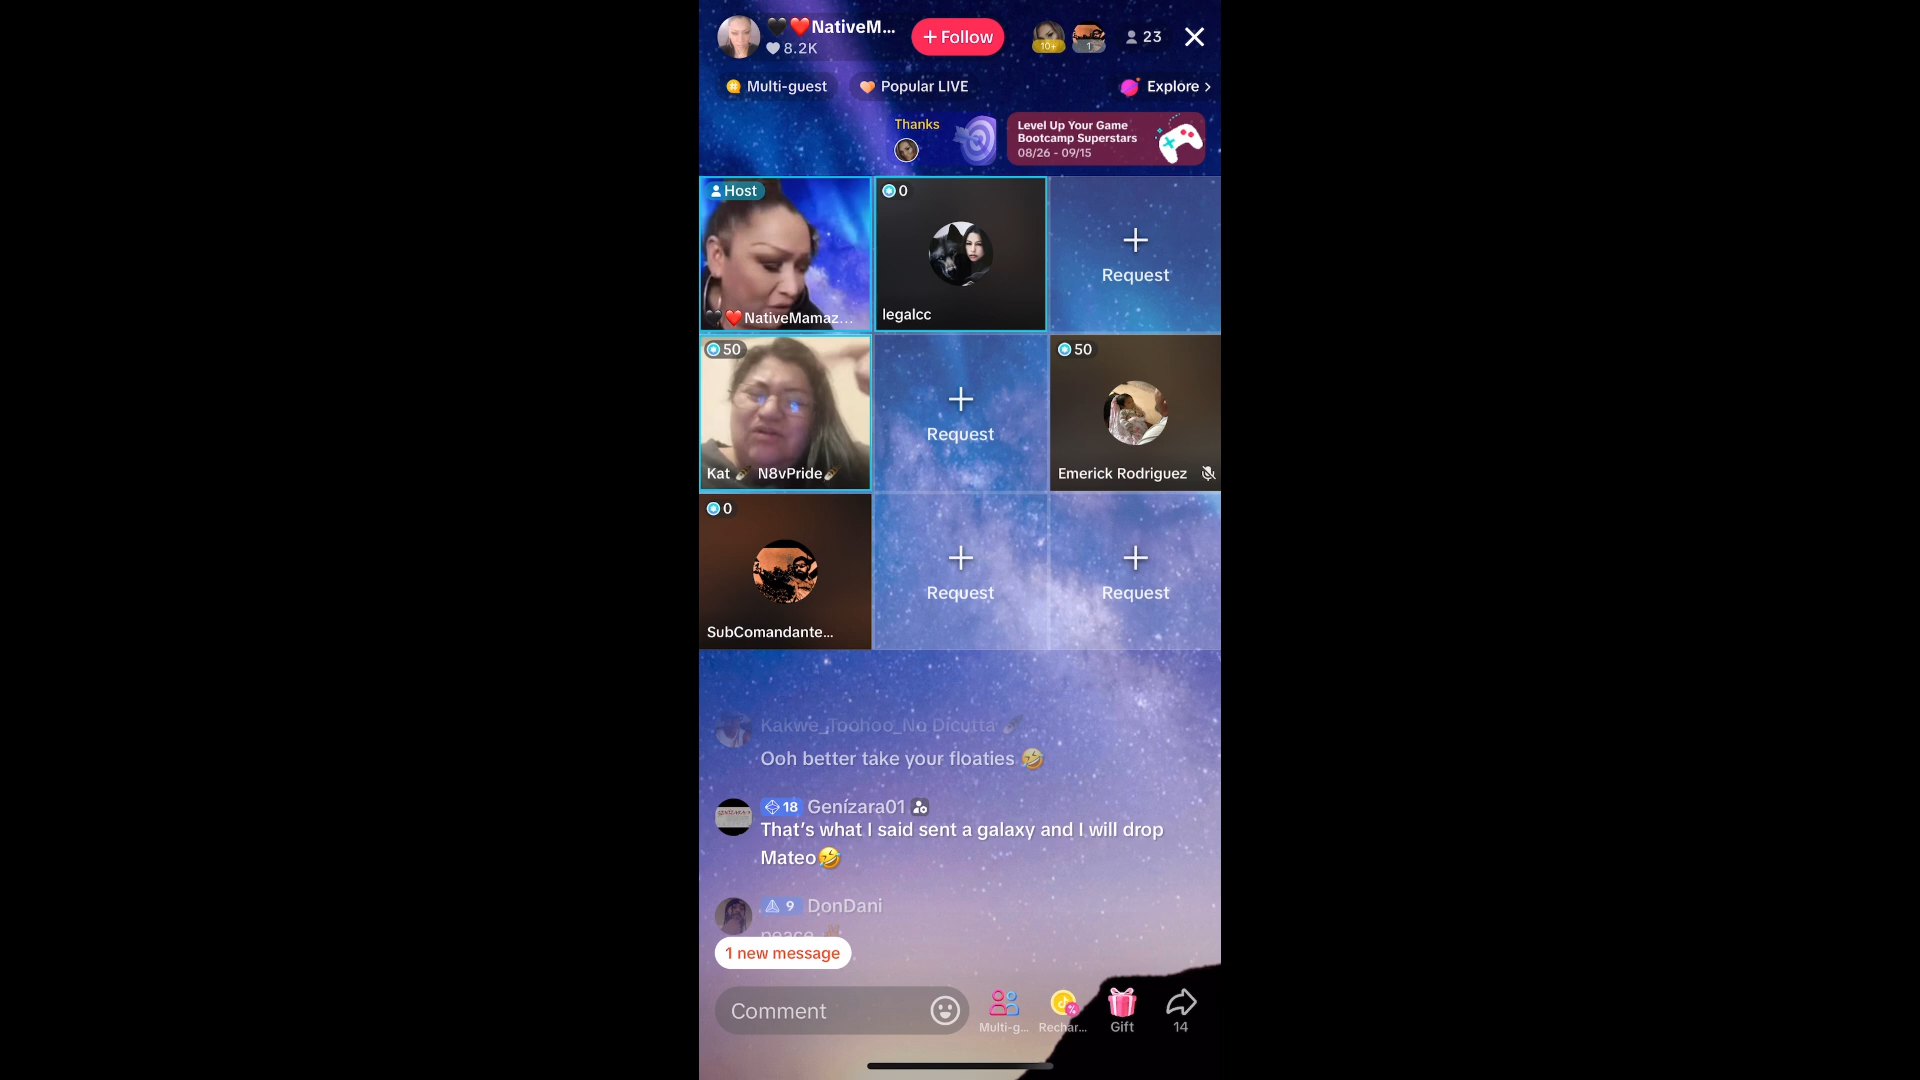 🖤❤️NativeM...
8.2K
+ Follow
10+
1
23
Multi-guest
Popular LIVE
Explore >
Thanks
Level Up Your Game
Bootcamp Superstars
08/26 - 09/15
Host
🖤❤️NativeMamaz...
0
legalcc
+
Request
50
Kat 🪶 N8vPride🪶
+
Request
50
Emerick Rodriguez
0
SubComandante...
+
Request
+
Request
Kakwe_Toohoo_No Dicutta 🪶
Ooh better take your floaties 🤣
18 Genízara01
That's what I said sent a galaxy and I will drop
Mateo🤣
9 DonDani
peace ✌🏼
1 new message
Comment
Multi-g...
Rechar...
Gift
14